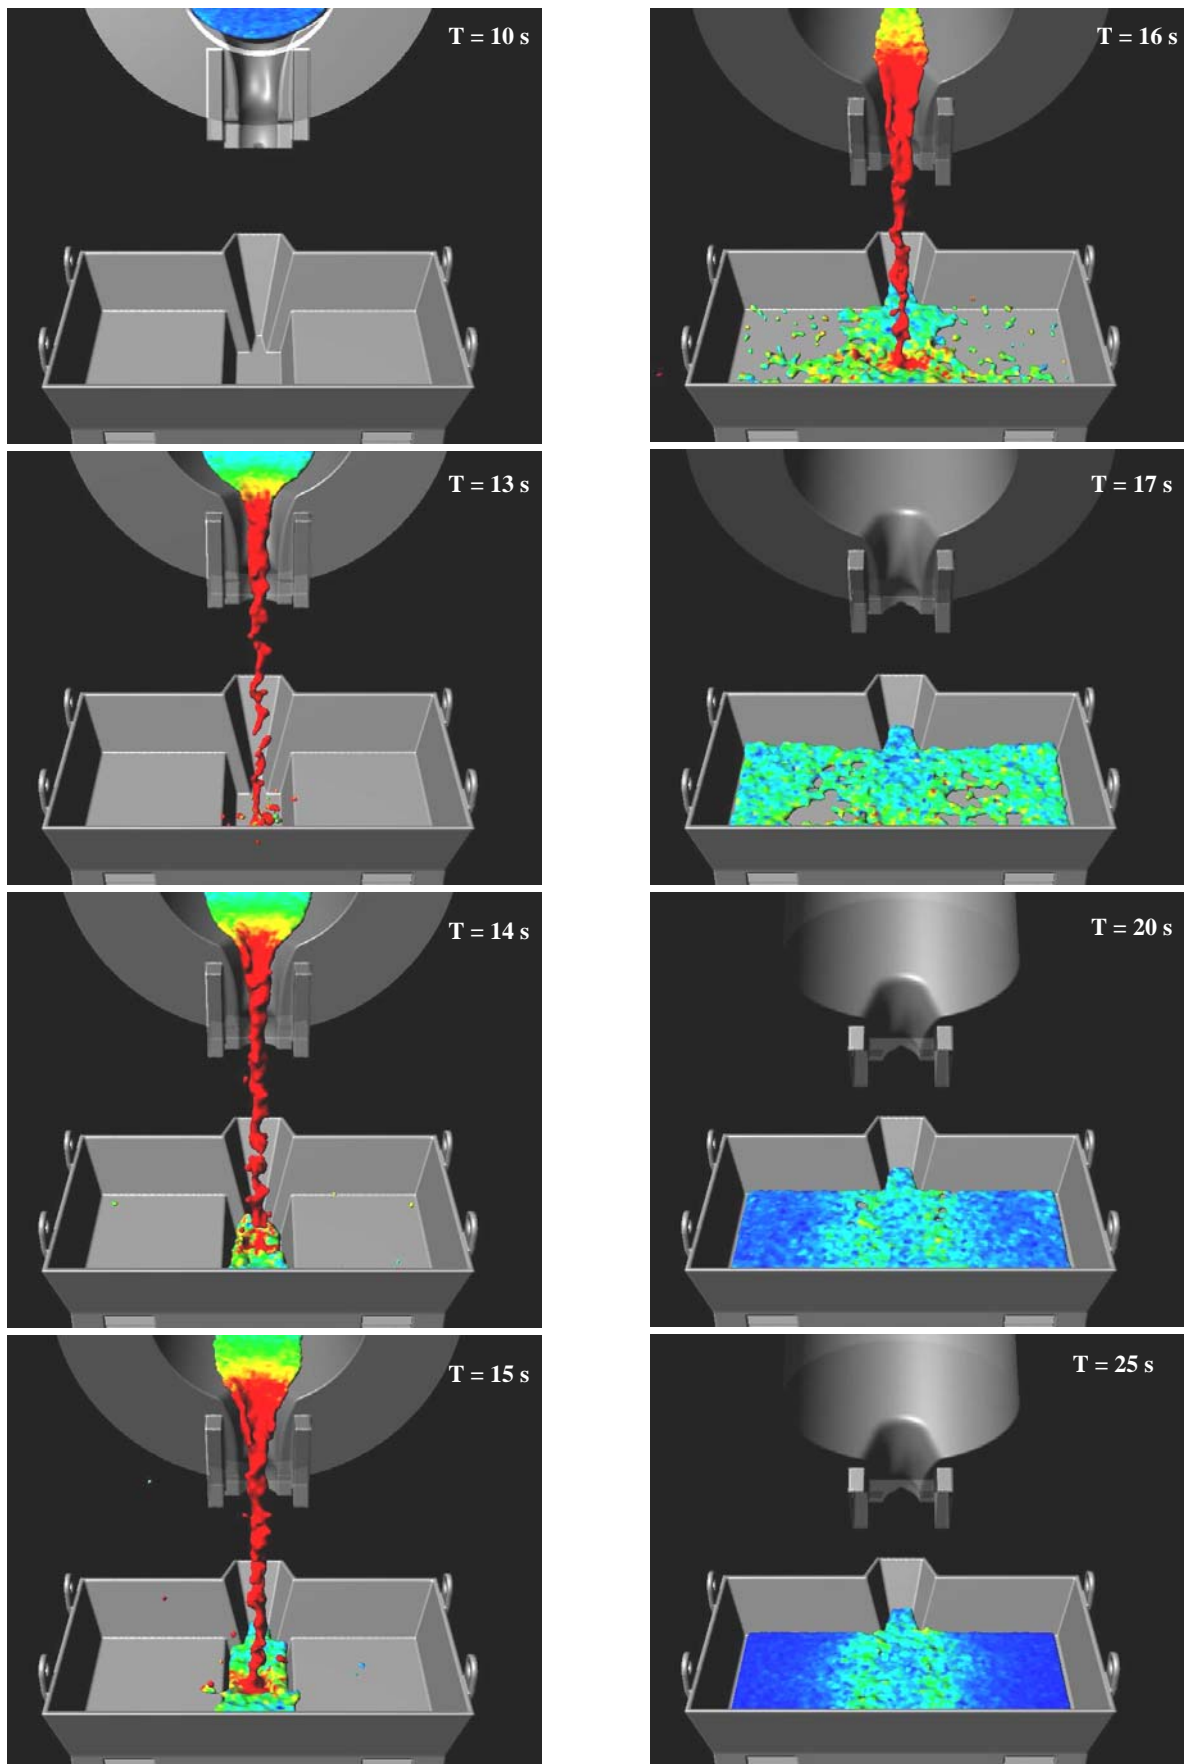 T = 10 s
T = 13 s
T = 14 s
T = 15 s
T = 16 s
T = 17 s
T = 20 s
T = 25 s